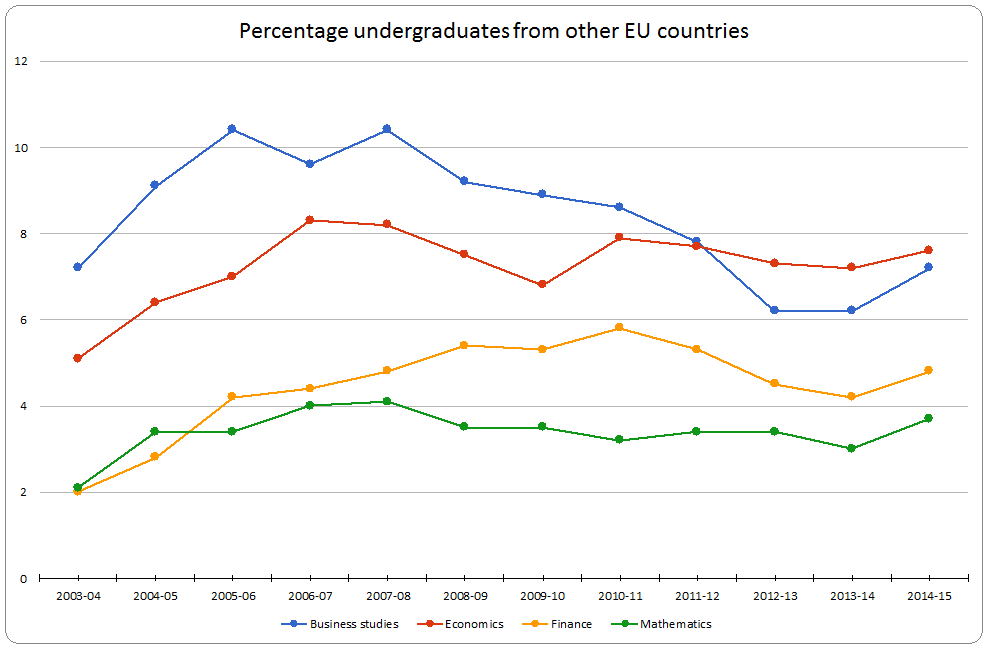 Percentage undergraduates from other EU countries
12
10
8
6
4
2
0
2003-04 2004-05 2005-06 2006-07 2007-08 2008-09 2009-10 2010-11 2011-12 2012-13 2013-14 2014-15
Business studies Economics Finance Mathematics